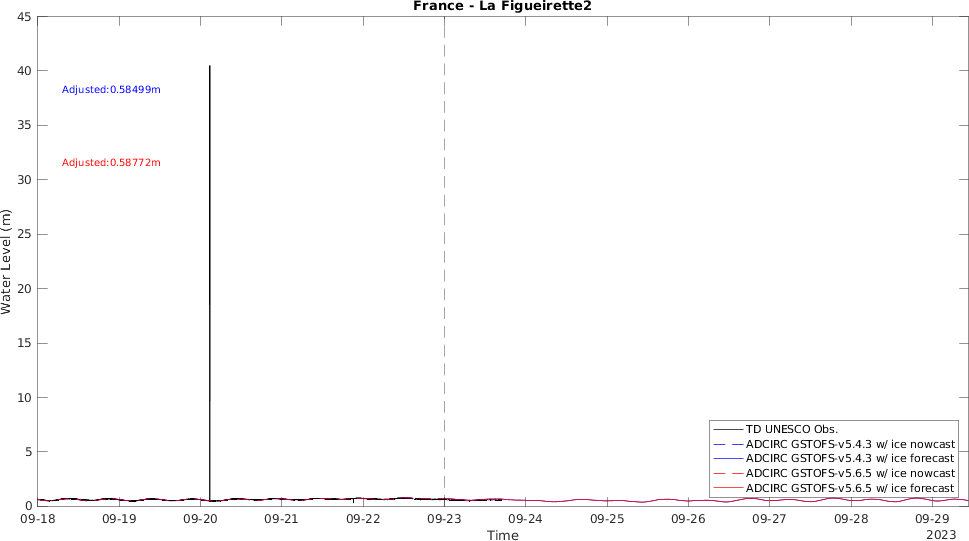 France - La Figueirette2
45
40
35
30
25
20
15
10
5
0
Water Level (m)
Adjusted:0.58499m
Adjusted:0.58772m
TD UNESCO Obs.
ADCIRC GSTOFS-v5.4.3 w/ ice nowcast
ADCIRC GSTOFS-v5.4.3 w/ ice forecast
ADCIRC GSTOFS-v5.6.5 w/ ice nowcast
ADCIRC GSTOFS-v5.6.5 w/ ice forecast
09-18 09-19 09-20 09-21 09-22 09-23 09-24 09-25 09-26 09-27 09-28 09-29
2023
Time